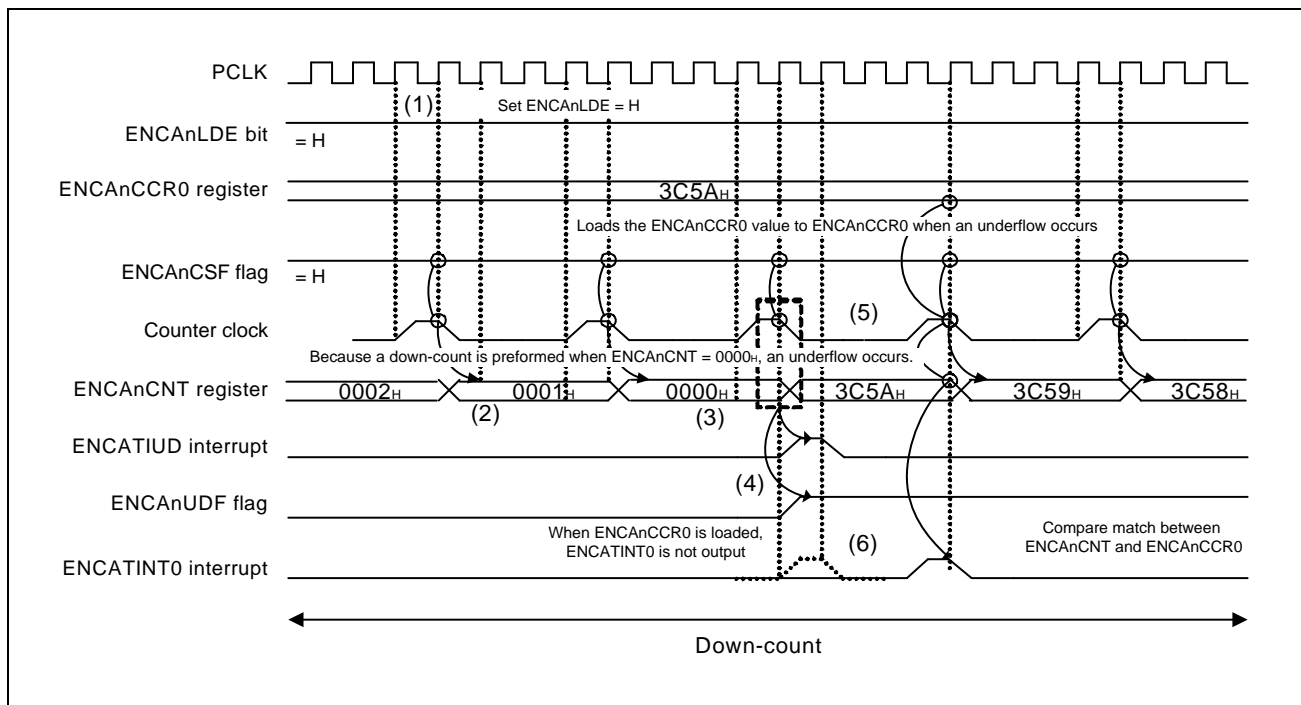 PCLK
(1)
Set ENCAnLDE = H
ENCAnLDE bit
= H
ENCAnCCR0 register
3C5AH
Loads the ENCAnCCR0 value to ENCAnCCR0 when an underflow occurs
ENCAnCSF flag
= H
Counter clock
(5)
Because a down-count is preformed when ENCAnCNT = 0000H, an underflow occurs.
ENCAnCNT register
0002H
0001H
0000H
3C5AH
3C59H
3C58H
(2)
(3)
ENCATIUD interrupt
(4)
ENCAnUDF flag
When ENCAnCCR0 is loaded,
ENCATINT0 is not output
(6)
Compare match between
ENCAnCNT and ENCAnCCR0
ENCATINT0 interrupt
Down-count